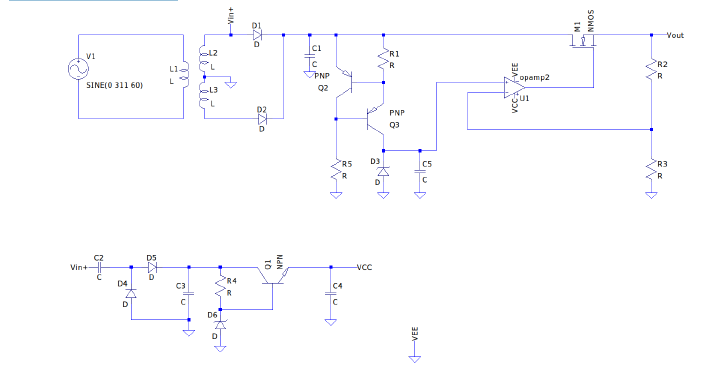 Vin+
D1
D
V1
SINE(0 311 60)
L1
L
L2
L
L3
L
D2
D
C1
C
PNP
Q2
R1
R
PNP
Q3
R5
R
D3
D
C5
C
VEE
opamp2
VCC
U1
M1
NMOS
Vout
R2
R
R3
R
Vin+
C2
C
D5
D
D4
D
C3
C
R4
R
D6
D
Q1
NPN
C4
C
VCC
VEE